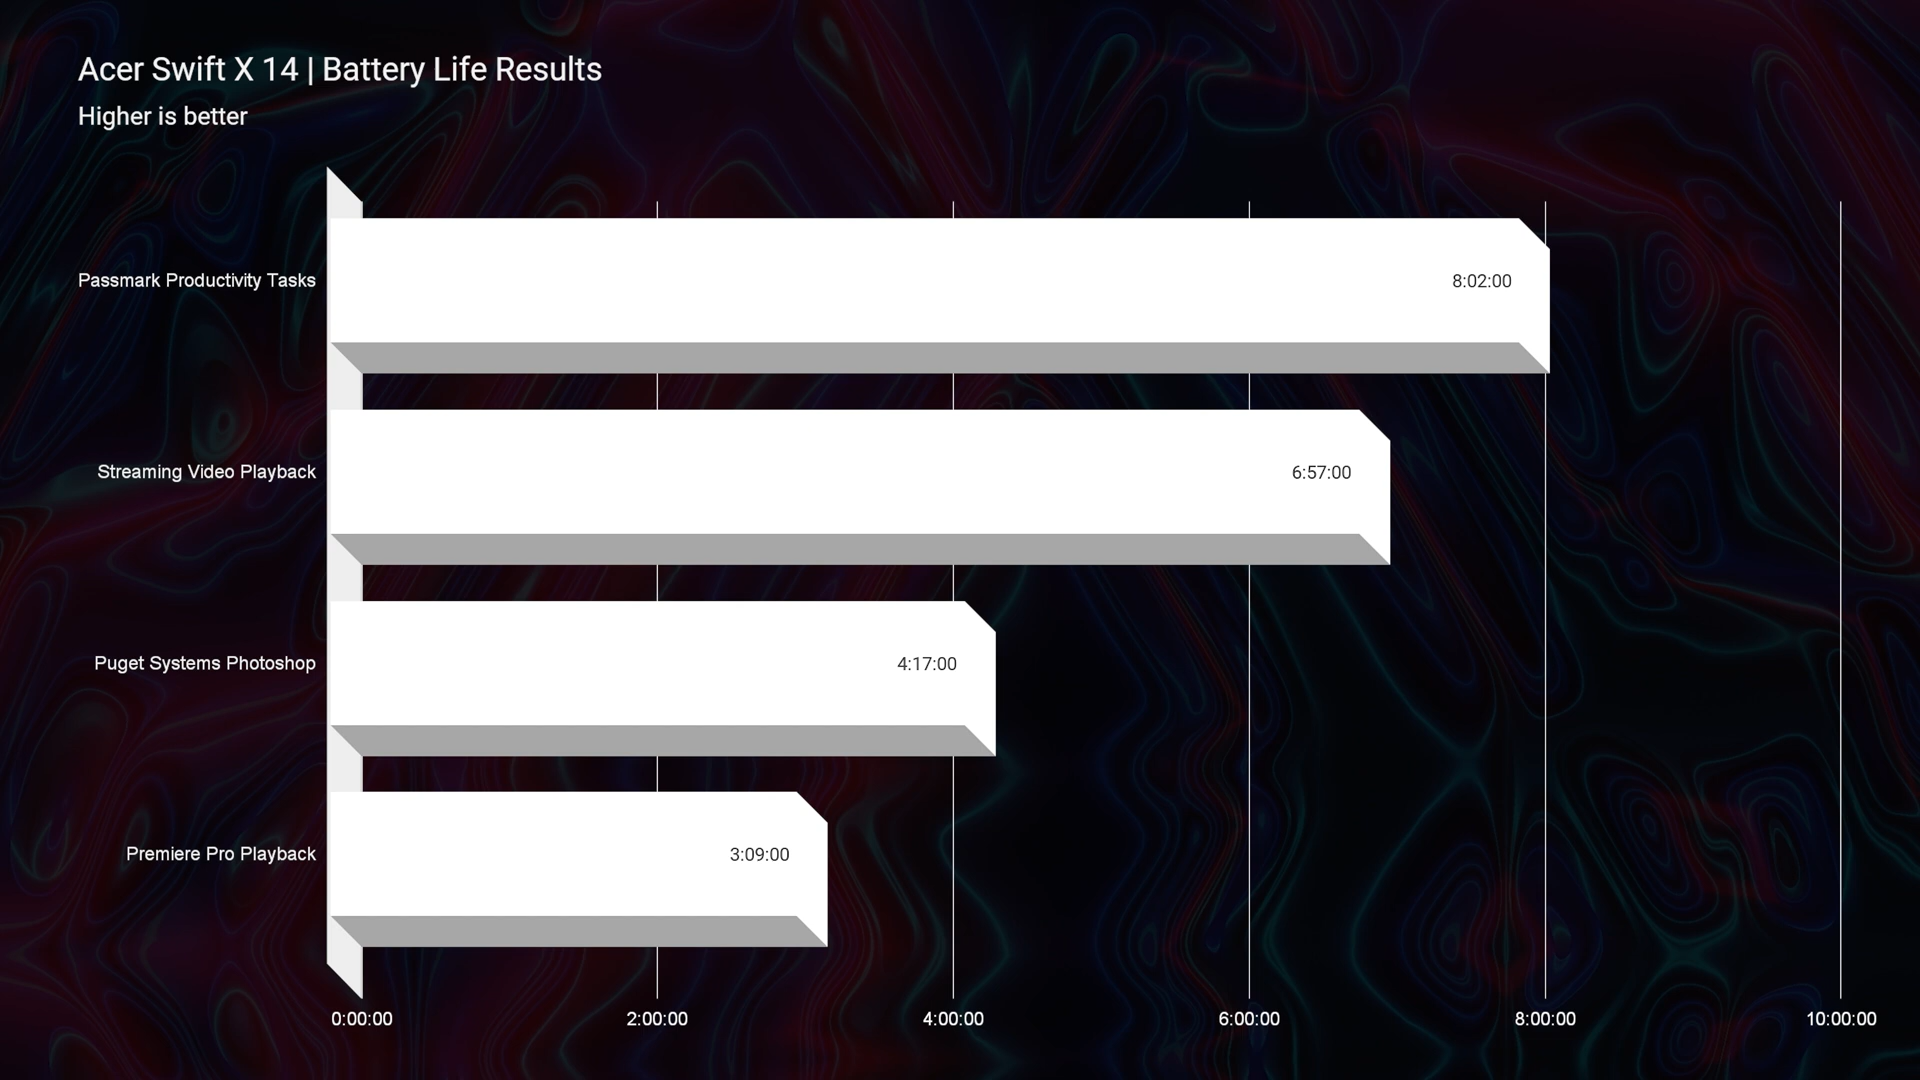 Acer Swift X 14 | Battery Life Results
Higher is better
Passmark Productivity Tasks
8:02:00
Streaming Video Playback
6:57:00
Puget Systems Photoshop
4:17:00
Premiere Pro Playback
3:09:00
0:00:00 2:00:00 4:00:00 6:00:00 8:00:00 10:00:00